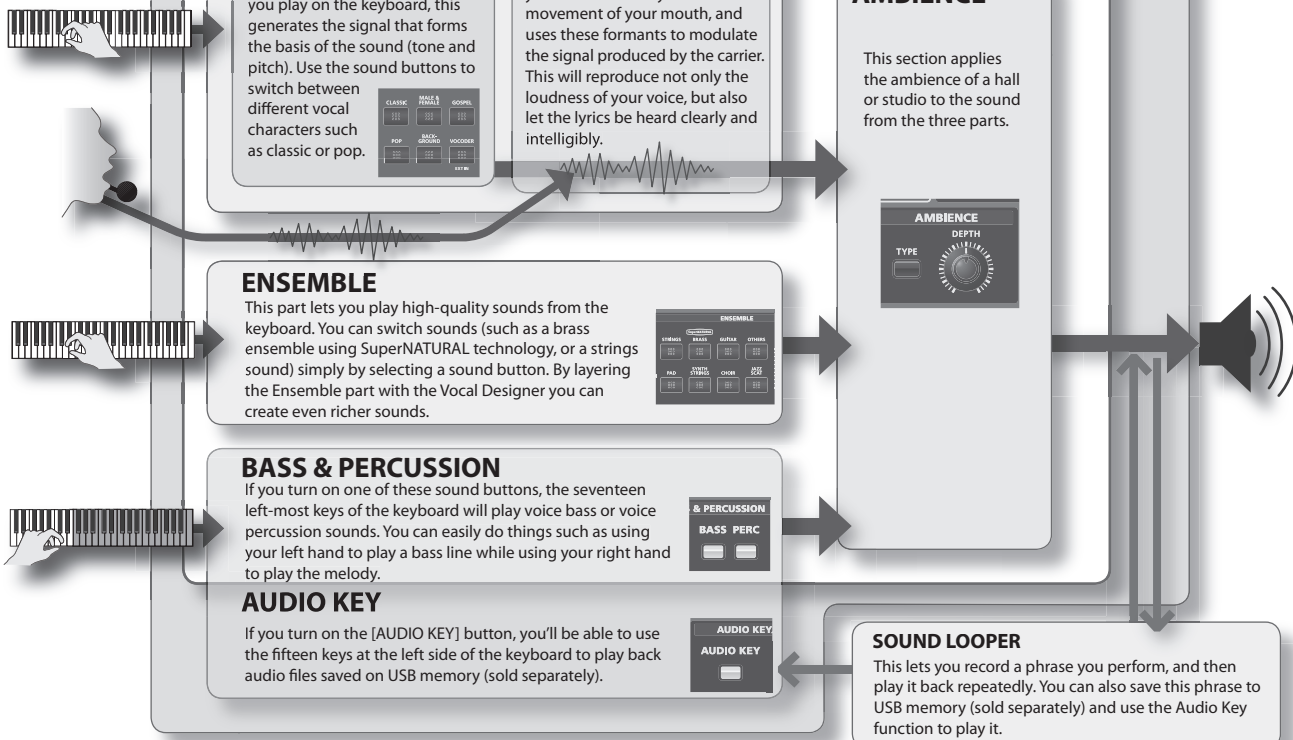 you play on the keyboard, this
generates the signal that forms
the basis of the sound (tone and
pitch). Use the sound buttons to
switch between
different vocal
characters such
as classic or pop.
CLASSIC
MALE &
FEMALE
GOSPEL
POP
BACK-
GROUND
VOCODER
EXT IN
movement of your mouth, and
uses these formants to modulate
the signal produced by the carrier.
This will reproduce not only the
loudness of your voice, but also
let the lyrics be heard clearly and
intelligibly.
AMBIENCE
This section applies
the ambience of a hall
or studio to the sound
from the three parts.
AMBIENCE
DEPTH
TYPE
ENSEMBLE
This part lets you play high-quality sounds from the
keyboard. You can switch sounds (such as a brass
ensemble using SuperNATURAL technology, or a strings
sound) simply by selecting a sound button. By layering
the Ensemble part with the Vocal Designer you can
create even richer sounds.
ENSEMBLE
SuperNATURAL
STRINGS BRASS GUITAR OTHERS
PAD
SYNTH
STRINGS
CHOIR
JAZZ
SCAT
BASS & PERCUSSION
If you turn on one of these sound buttons, the seventeen
left-most keys of the keyboard will play voice bass or voice
percussion sounds. You can easily do things such as using
your left hand to play a bass line while using your right hand
to play the melody.
& PERCUSSION
BASS PERC
AUDIO KEY
If you turn on the [AUDIO KEY] button, you'll be able to use
the fifteen keys at the left side of the keyboard to play back
audio files saved on USB memory (sold separately).
AUDIO KEY
AUDIO KEY
SOUND LOOPER
This lets you record a phrase you perform, and then
play it back repeatedly. You can also save this phrase to
USB memory (sold separately) and use the Audio Key
function to play it.